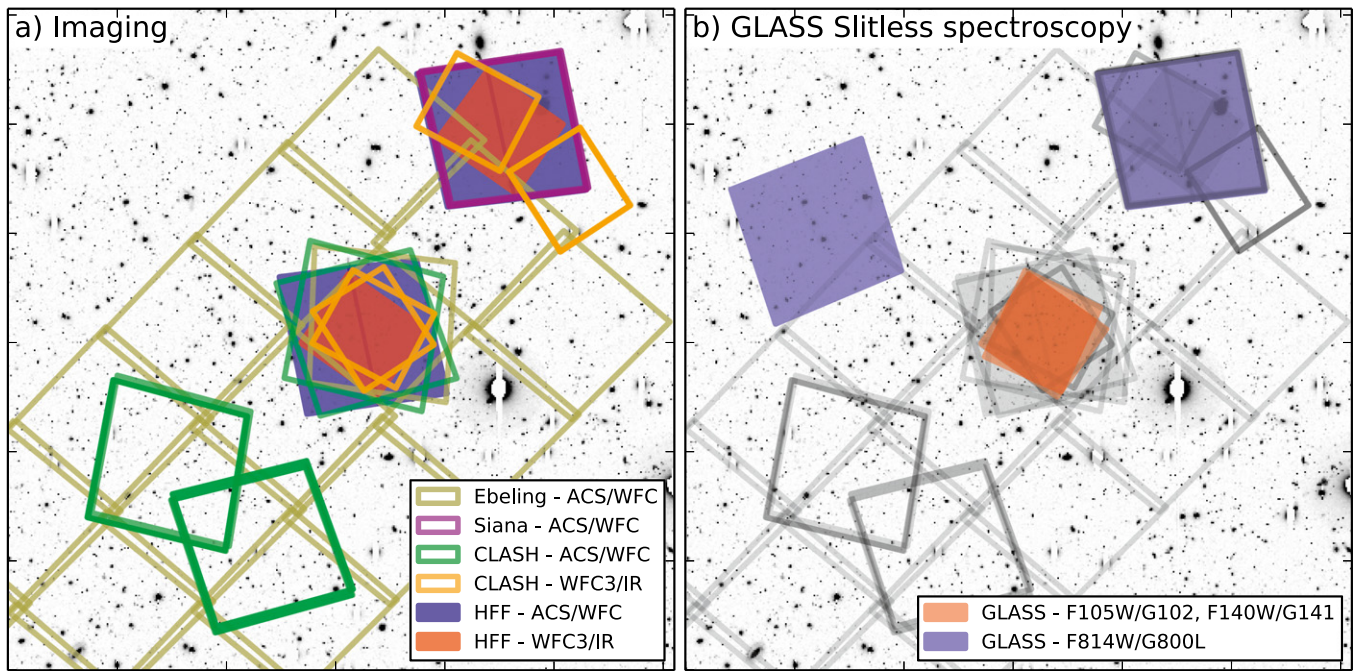 a) Imaging
Ebeling - ACS/WFC
Siana - ACS/WFC
CLASH - ACS/WFC
CLASH - WFC3/IR
HFF - ACS/WFC
HFF - WFC3/IR
b) GLASS Slitless spectroscopy
GLASS - F105W/G102, F140W/G141
GLASS - F814W/G800L